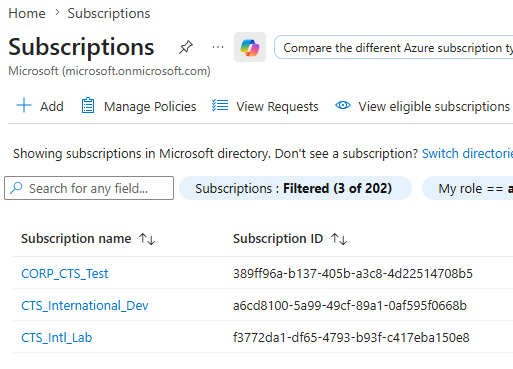 Home > Subscriptions
Subscriptions
Compare the different Azure subscription ty
Microsoft (microsoft.onmicrosoft.com)
Add Manage Policies View Requests View eligible subscriptions
Showing subscriptions in Microsoft directory. Don't see a subscription? Switch directorie
Search for any field... Subscriptions : Filtered (3 of 202) My role == a
Subscription name ↑↓ Subscription ID ↑↓
CORP_CTS_Test 389ff96a-b137-405b-a3c8-4d22514708b5
CTS_International_Dev a6cd8100-5a99-49cf-89a1-0af595f0668b
CTS_Intl_Lab f3772da1-df65-4793-b93f-c417eba150e8